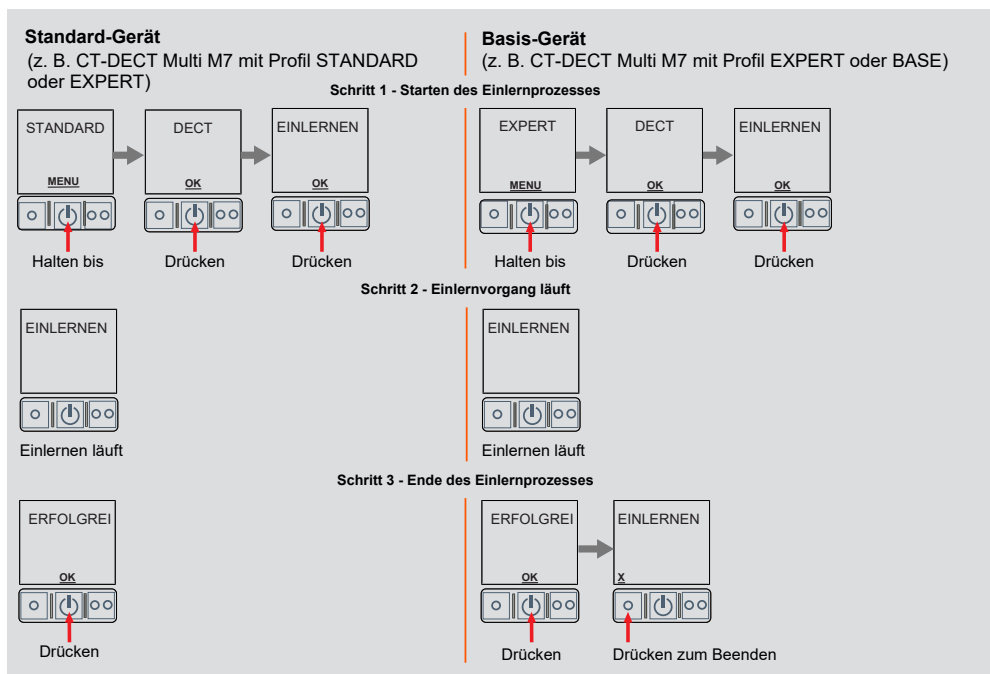 Standard-Gerät
(z. B. CT-DECT Multi M7 mit Profil STANDARD
oder EXPERT)
Basis-Gerät
(z. B. CT-DECT Multi M7 mit Profil EXPERT oder BASE)
Schritt 1 - Starten des Einlernprozesses
STANDARD
MENU
DECT
OK
EINLERNEN
OK
EXPERT
MENU
DECT
OK
EINLERNEN
OK
Halten bis
Drücken
Drücken
Halten bis
Drücken
Drücken
Schritt 2 - Einlernvorgang läuft
EINLERNEN
EINLERNEN
Einlernen läuft
Einlernen läuft
Schritt 3 - Ende des Einlernprozesses
ERFOLGREI
OK
ERFOLGREI
OK
EINLERNEN
X
Drücken
Drücken
Drücken zum Beenden